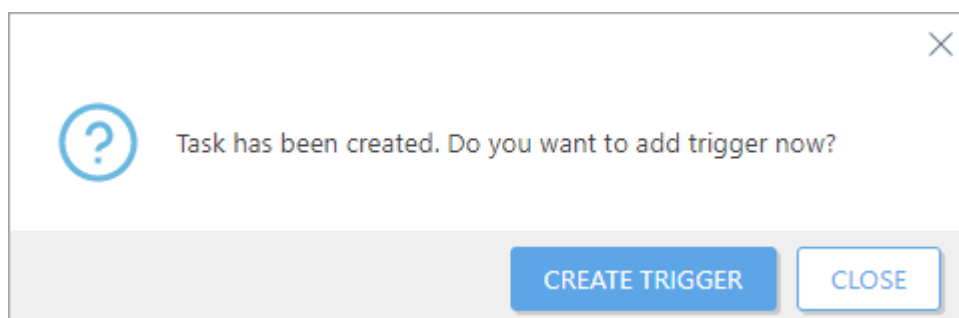 Task has been created. Do you want to add trigger now?
CREATE TRIGGER
CLOSE